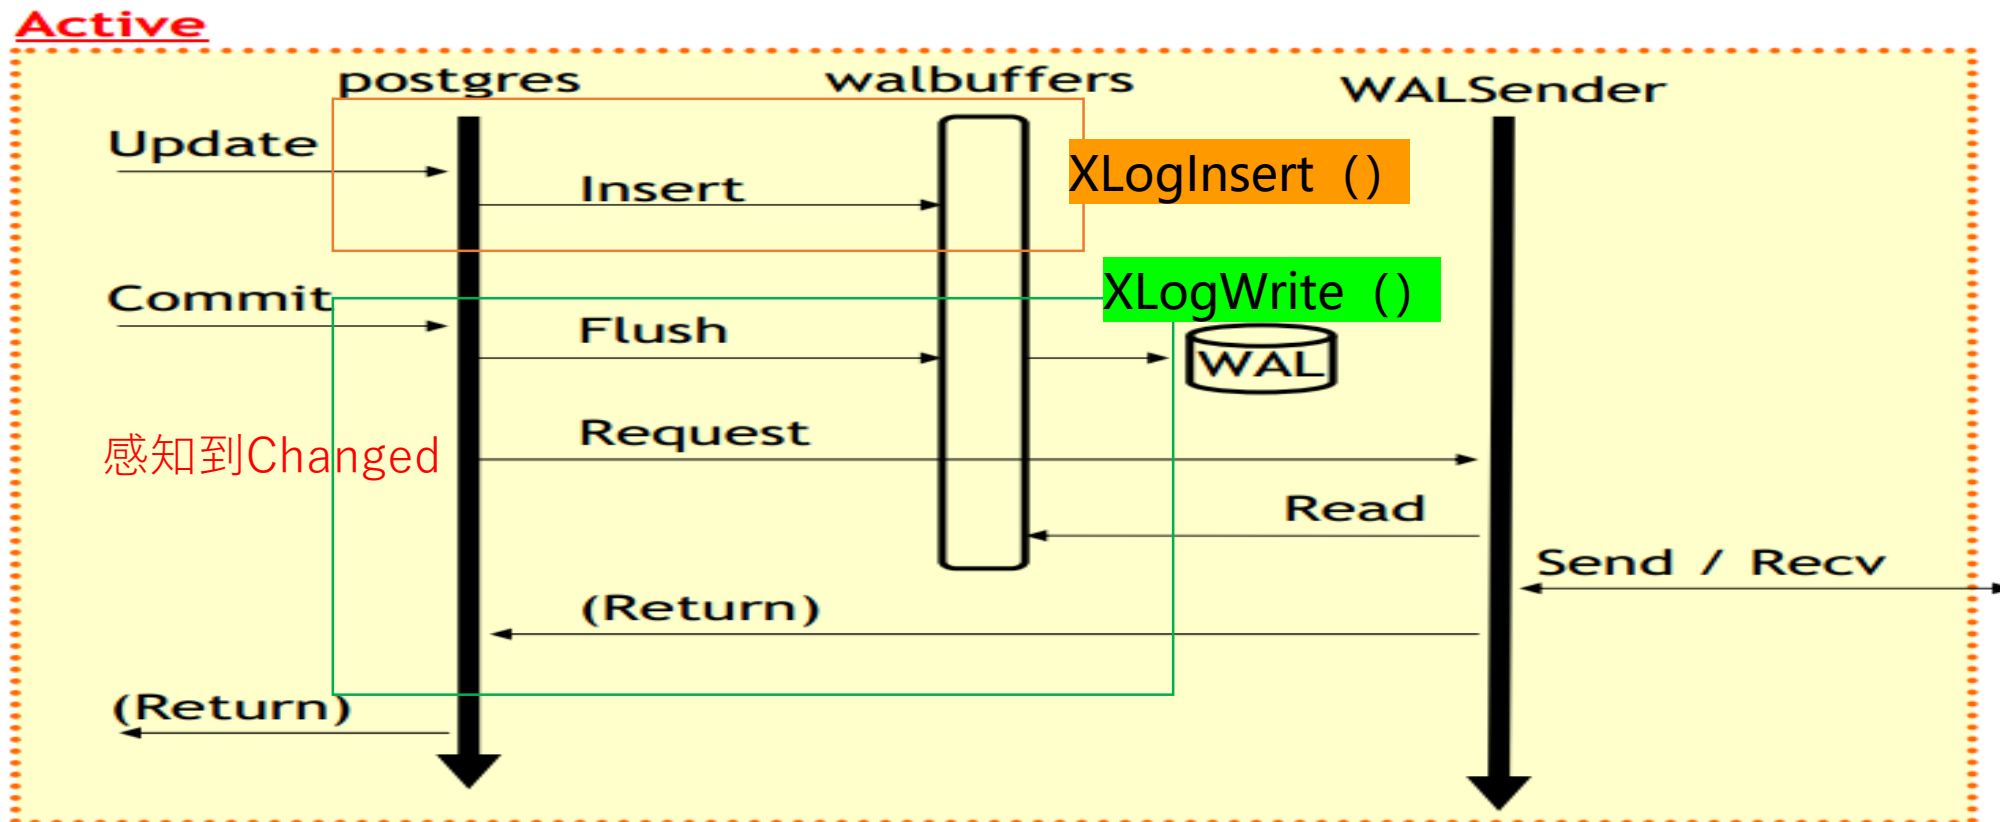 Active
postgres
walbuffers
WALSender
Update
Insert
XLogInsert（）
Commit
XLogWrite（）
Flush
WAL
Request
感知到Changed
Read
Send / Recv
(Return)
(Return)